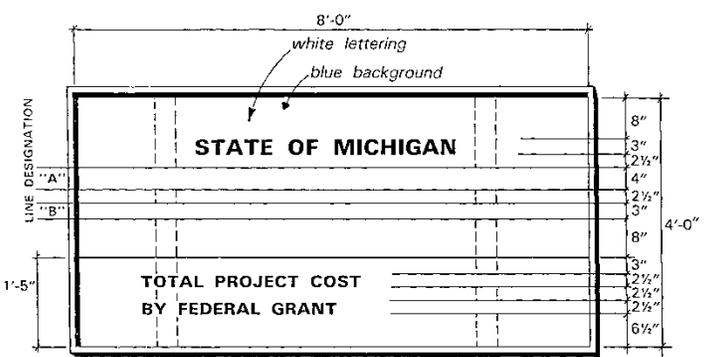 8'-0"
white lettering
blue background
LINE DESIGNATION
STATE OF MICHIGAN
8"
3"
2½"
"A"
4"
2½"
"B"
3"
4'-0"
8"
1'-5"
3"
TOTAL PROJECT COST
2½"
2½"
BY FEDERAL GRANT
2½"
6½"